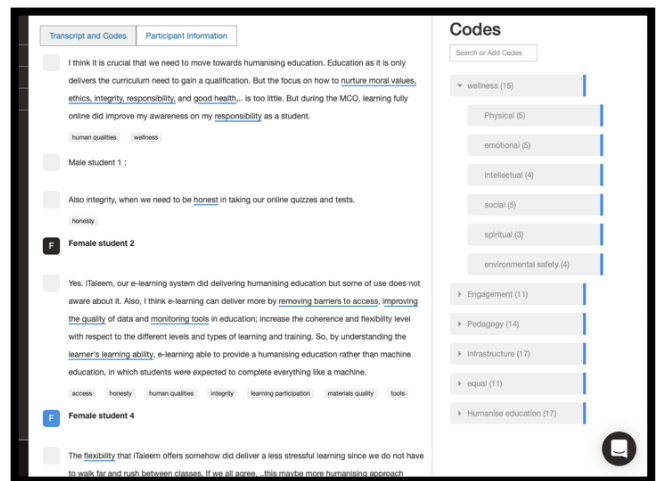 Transcript and Codes
Participant Information
I think it is crucial that we need to move towards humanising education. Education as it is only
delivers the curriculum need to gain a qualification. But the focus on how to nurture moral values,
ethics, integrity, responsibility, and good health,.. is too little. But during the MCO, learning fully
online did improve my awareness on my responsibility as a student.
human qualities wellness
Male student 1 :
Also integrity, when we need to be honest in taking our online quizzes and tests.
honesty
F Female student 2
Yes. iTaleem, our e-learning system did delivering humanising education but some of use does not
aware about it. Also, I think e-learning can deliver more by removing barriers to access, improving
the quality of data and monitoring tools in education; increase the coherence and flexibility level
with respect to the different levels and types of learning and training. So, by understanding the
learner's learning ability, e-learning able to provide a humanising education rather than machine
education, in which students were expected to complete everything like a machine.
access honesty human qualities integrity learning participation materials quality tools
F Female student 4
The flexibility that iTaleem offers somehow did deliver a less stressful learning since we do not have
to walk far and rush between classes. If we all agree, ..this maybe more humanising approach
Codes
Search or Add Codes
wellness (15)
Physical (5)
emotional (5)
intellectual (4)
social (5)
spiritual (3)
environmental safety (4)
Engagement (11)
Pedagogy (14)
infrastructure (17)
equal (11)
Humanise education (17)